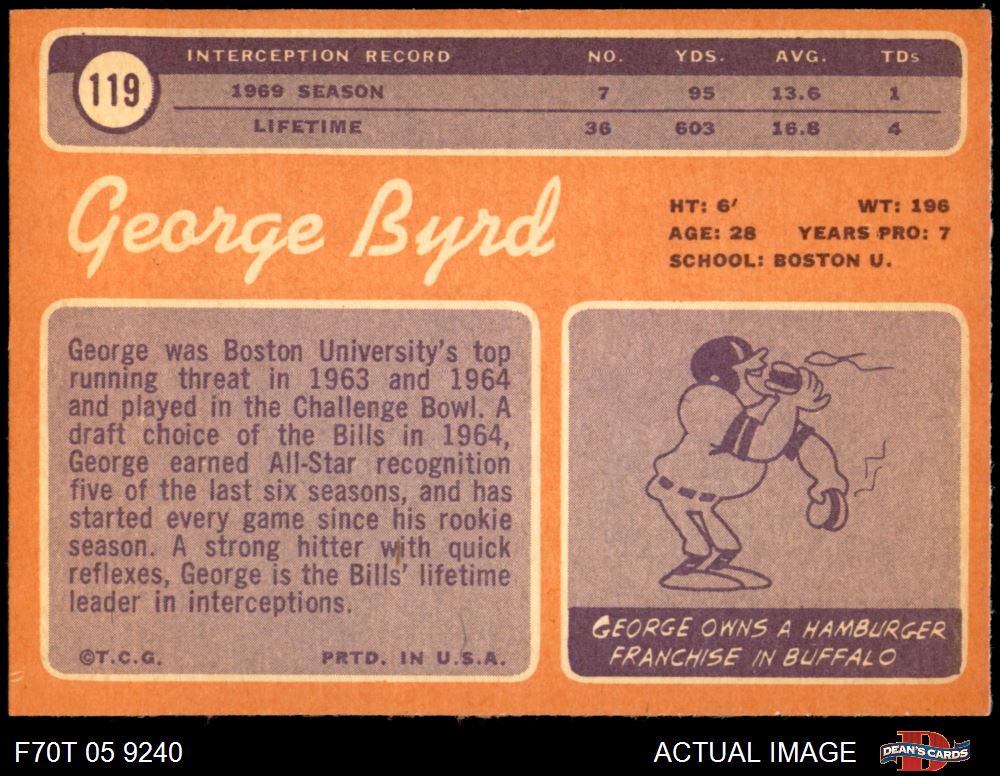 119
INTERCEPTION RECORD NO. YDS. AVG. TDs
1969 SEASON 7 95 13.6 1
LIFETIME 36 603 16.8 4
George Byrd
HT: 6' WT: 196
AGE: 28 YEARS PRO: 7
SCHOOL: BOSTON U.
George was Boston University's top
running threat in 1963 and 1964
and played in the Challenge Bowl. A
draft choice of the Bills in 1964,
George earned All-Star recognition
five of the last six seasons, and has
started every game since his rookie
season. A strong hitter with quick
reflexes, George is the Bills' lifetime
leader in interceptions.
©T.C.G. PRTD. IN U.S.A.
GEORGE OWNS A HAMBURGER
FRANCHISE IN BUFFALO
F70T 05 9240 ACTUAL IMAGE DEAN'S CARDS